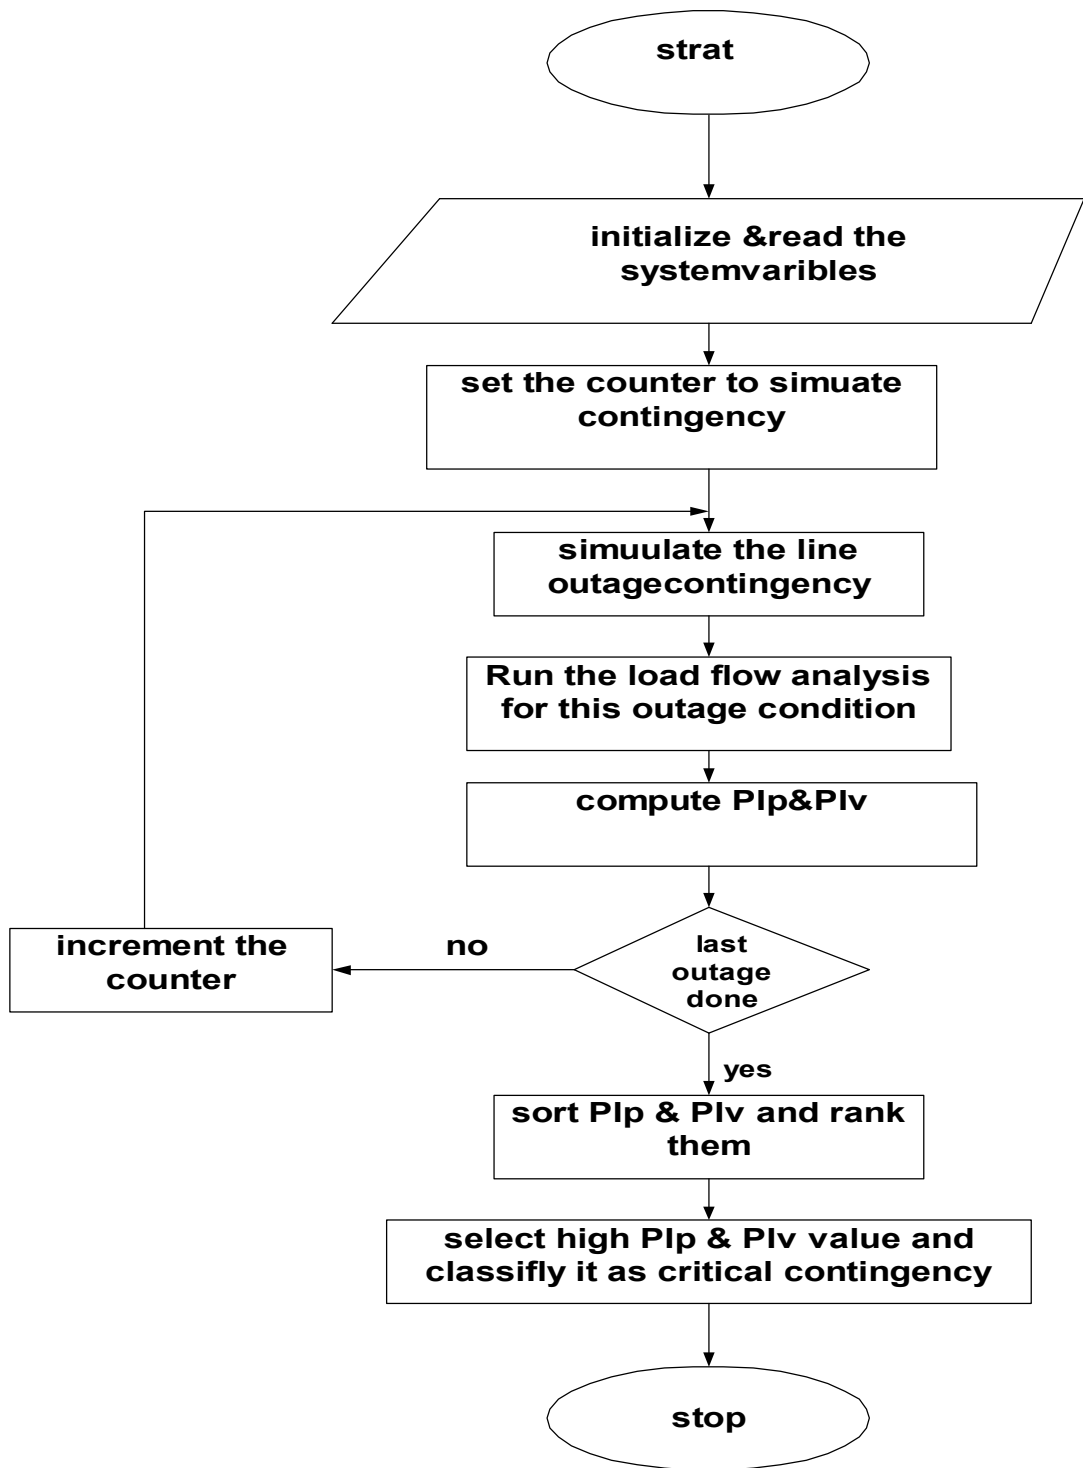 strat
initialize &read the
systemvaribles
set the counter to simuate
contingency
simuulate the line
outagecontingency
Run the load flow analysis
for this outage condition
compute PIp&PIv
last
outage
done
no
increment the
counter
yes
sort PIp & PIv and rank
them
select high PIp & PIv value and
classifly it as critical contingency
stop